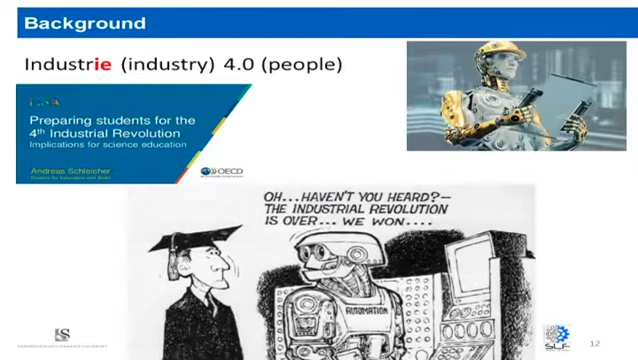 Background
Industrie (industry) 4.0 (people)
Preparing students for the
4th Industrial Revolution
Implications for science education
Andreas Schleicher
OECD
OH...HAVEN'T YOU HEARD?—
THE INDUSTRIAL REVOLUTION
IS OVER... WE WON....
AUTOMATION
SLF
12